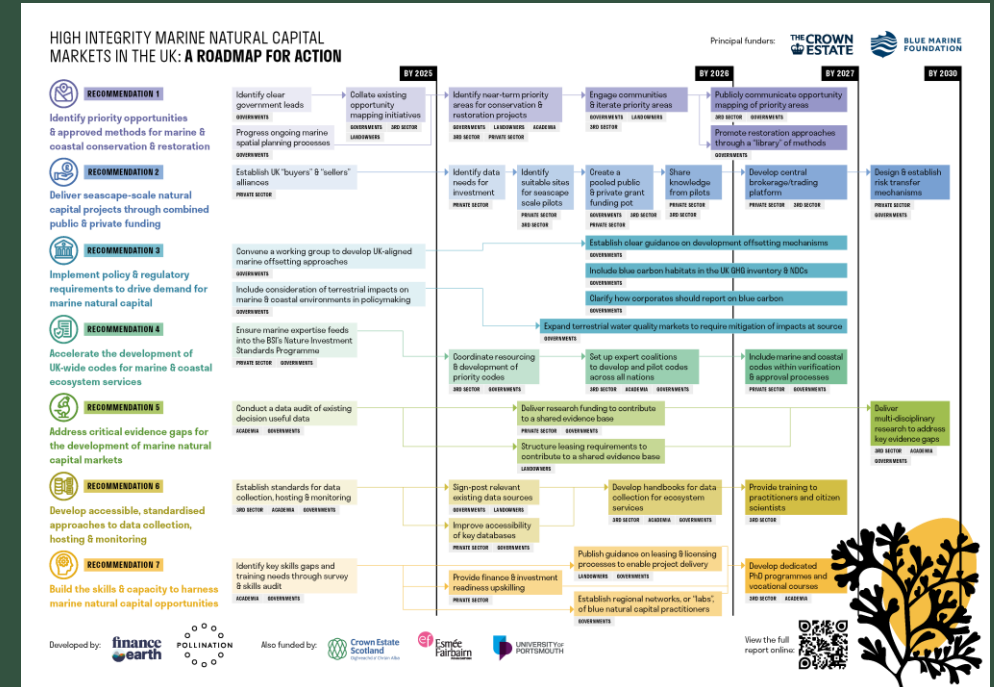 HIGH INTEGRITY MARINE NATURAL CAPITAL
MARKETS IN THE UK: A ROADMAP FOR ACTION
Principal funders:
THE CROWN
ESTATE
BLUE MARINE
FOUNDATION
BY 2025
BY 2026
BY 2027
BY 2030
RECOMMENDATION 1
Identify priority opportunities
& approved methods for marine &
coastal conservation & restoration
Identify clear
government leads
GOVERNMENTS
Progress ongoing marine
spatial planning processes
GOVERNMENTS
Collate existing
opportunity
mapping initiatives
GOVERNMENTS 3RD SECTOR
LANDOWNERS
Identify near-term priority
areas for conservation &
restoration projects
GOVERNMENTS LANDOWNERS ACADEMIA
3RD SECTOR PRIVATE SECTOR
Engage communities
& iterate priority areas
GOVERNMENTS LANDOWNERS
3RD SECTOR
Publicly communicate opportunity
mapping of priority areas
3RD SECTOR GOVERNMENTS
Promote restoration approaches
through a "library" of methods
GOVERNMENTS
RECOMMENDATION 2
Deliver seascape-scale natural
capital projects through combined
public & private funding
Establish UK "buyers" & "sellers"
alliances
PRIVATE SECTOR
Identify data
needs for
investment
PRIVATE SECTOR
Identify
suitable sites
for seascape
scale pilots
PRIVATE SECTOR
3RD SECTOR
Create a
pooled public
& private grant
funding pot
GOVERNMENTS 3RD SECTOR
PRIVATE SECTOR
Share
knowledge
from pilots
PRIVATE SECTOR
3RD SECTOR
Develop central
brokerage/trading
platform
PRIVATE SECTOR 3RD SECTOR
Design & establish
risk transfer
mechanisms
PRIVATE SECTOR
GOVERNMENTS
RECOMMENDATION 3
Implement policy & regulatory
requirements to drive demand for
marine natural capital
Convene a working group to develop UK-aligned
marine offsetting approaches
GOVERNMENTS
Include consideration of terrestrial impacts on
marine & coastal environments in policymaking
GOVERNMENTS
Establish clear guidance on development offsetting mechanisms
GOVERNMENTS
Include blue carbon habitats in the UK GHG inventory & NDCs
GOVERNMENTS
Clarify how corporates should report on blue carbon
GOVERNMENTS
Expand terrestrial water quality markets to require mitigation of impacts at source
GOVERNMENTS
RECOMMENDATION 4
Accelerate the development of
UK-wide codes for marine & coastal
ecosystem services
Ensure marine expertise feeds
into the BSI's Nature Investment
Standards Programme
PRIVATE SECTOR GOVERNMENTS
Coordinate resourcing
& development of
priority codes
3RD SECTOR GOVERNMENTS
Set up expert coalitions
to develop and pilot codes
across all nations
3RD SECTOR ACADEMIA GOVERNMENTS
Include marine and coastal
codes within verification
& approval processes
PRIVATE SECTOR GOVERNMENTS
RECOMMENDATION 5
Address critical evidence gaps for
the development of marine natural
capital markets
Conduct a data audit of existing
decision useful data
ACADEMIA GOVERNMENTS
Deliver research funding to contribute
to a shared evidence base
PRIVATE SECTOR GOVERNMENTS
Structure leasing requirements to
contribute to a shared evidence base
LANDOWNERS
Deliver
multi-disciplinary
research to address
key evidence gaps
3RD SECTOR ACADEMIA
GOVERNMENTS
RECOMMENDATION 6
Develop accessible, standardised
approaches to data collection,
hosting & monitoring
Establish standards for data
collection, hosting & monitoring
3RD SECTOR ACADEMIA GOVERNMENTS
Sign-post relevant
existing data sources
GOVERNMENTS LANDOWNERS
Improve accessibility
of key databases
PRIVATE SECTOR GOVERNMENTS
Develop handbooks for data
collection for ecosystem
services
3RD SECTOR ACADEMIA GOVERNMENTS
Provide training to
practitioners and citizen
scientists
3RD SECTOR
RECOMMENDATION 7
Build the skills & capacity to harness
marine natural capital opportunities
Identify key skills gaps and
training needs through survey
& skills audit
ACADEMIA GOVERNMENTS
Provide finance & investment
readiness upskilling
PRIVATE SECTOR
Publish guidance on leasing & licensing
processes to enable project delivery
LANDOWNERS GOVERNMENTS
Establish regional networks, or "labs",
of blue natural capital practitioners
GOVERNMENTS
Develop dedicated
PhD programmes and
vocational courses
3RD SECTOR ACADEMIA
Developed by:
finance
earth
POLLINATION
Also funded by:
Crown Estate
Scotland
ef
Esmée
Fairbairn
UNIVERSITY OF
PORTSMOUTH
View the full
report online: